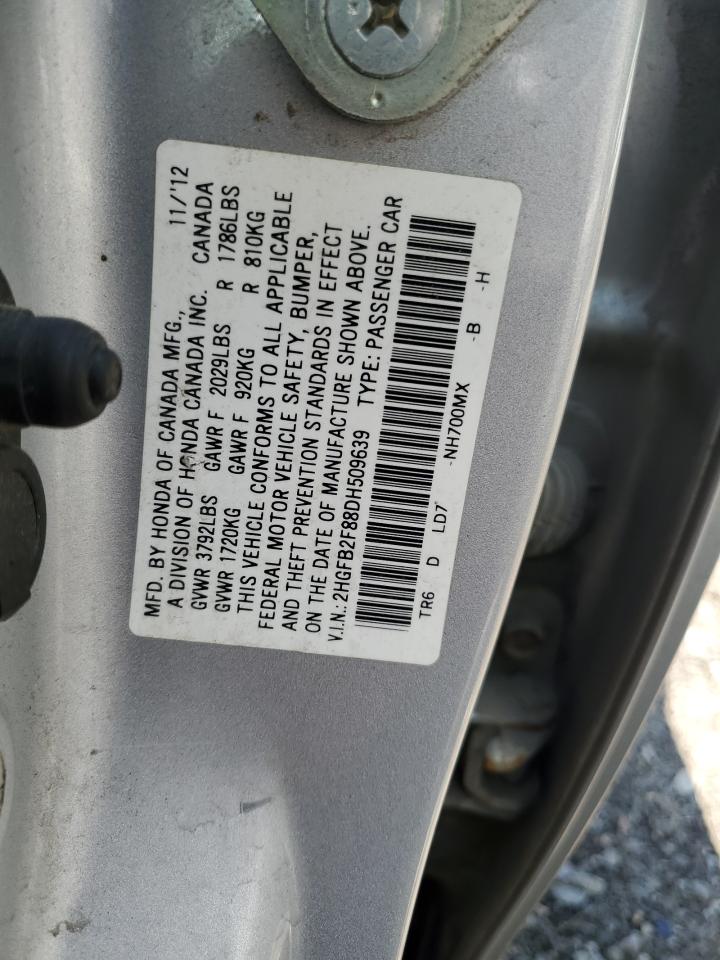 MFD. BY HONDA OF CANADA MFG., 11/'12
A DIVISION OF HONDA CANADA INC. CANADA
GVWR 3792LBS GAWR F 2029LBS R 1786LBS
GVWR 1720KG GAWR F 920KG R 810KG
THIS VEHICLE CONFORMS TO ALL APPLICABLE
FEDERAL MOTOR VEHICLE SAFETY, BUMPER,
AND THEFT PREVENTION STANDARDS IN EFFECT
ON THE DATE OF MANUFACTURE SHOWN ABOVE.
V.I.N.: 2HGFB2F88DH509639 TYPE: PASSENGER CAR
TR6 D LD7 -NH700MX -B -H